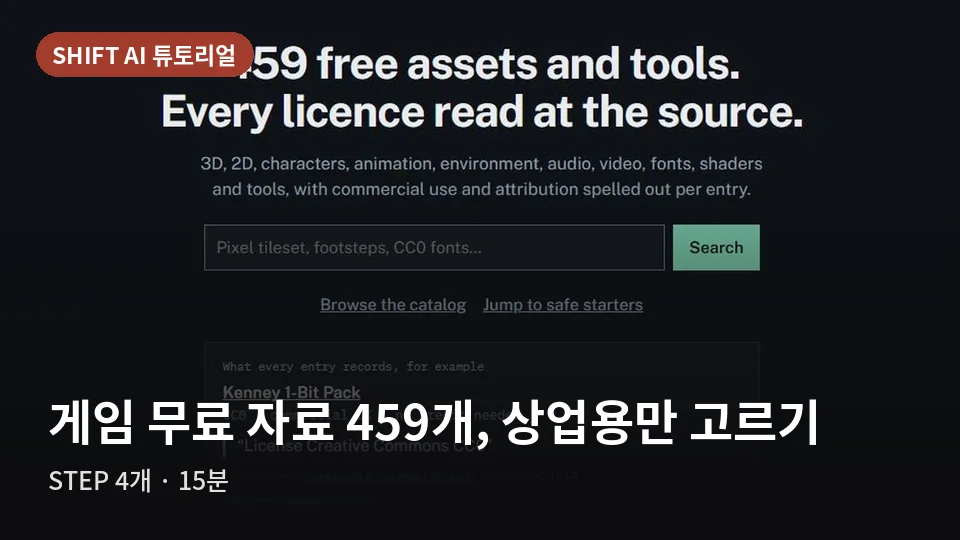 SHIFT AI 튜토리얼
459 free assets and tools.
Every licence read at the source.
3D, 2D, characters, animation, environment, audio, video, fonts, shaders
and tools, with commercial use and attribution spelled out per entry.
Pixel tileset, footsteps, CC0 fonts...
Search
Browse the catalog
Jump to safe starters
What every entry records, for example
Kenney 1-Bit Pack
게임 무료 자료 459개, 상업용만 고르기
"License Creative Commons CC0"
STEP 4개 · 15분